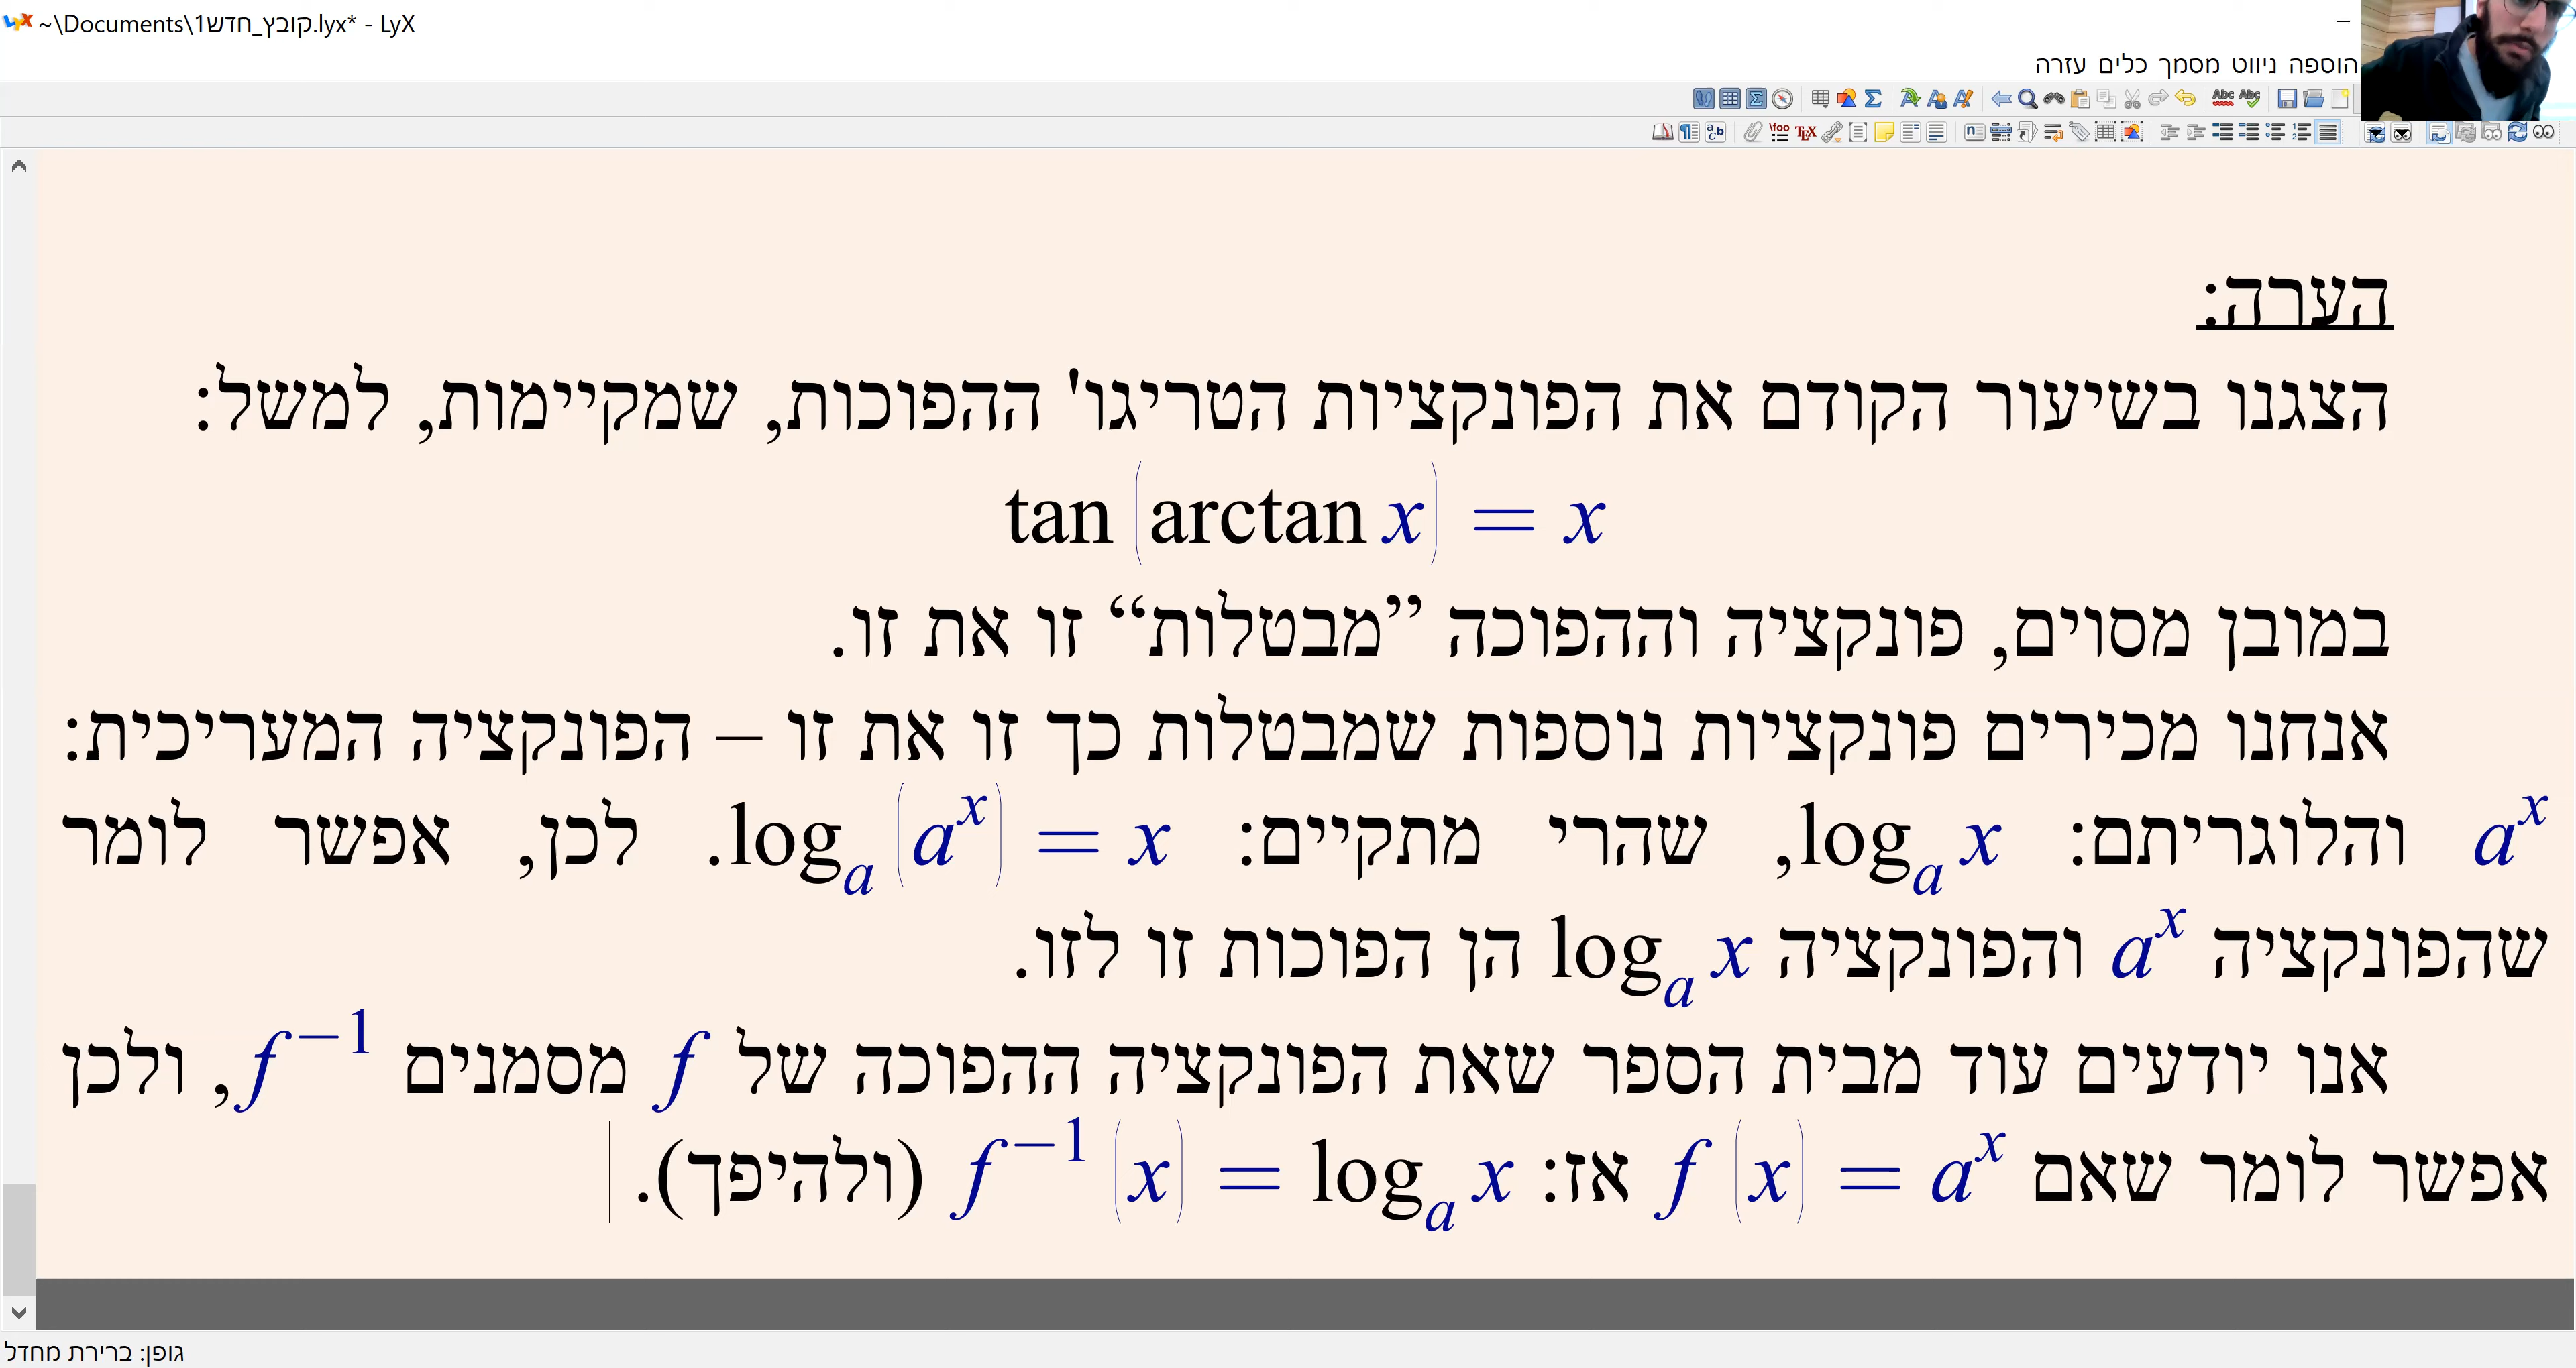 ~\Documents\קובץ_חדש1.lyx* - LyX
הוספה ניווט מסמך כלים עזרה
הערה:
הצגנו בשיעור הקודם את הפונקציות הטריגו' ההפוכות, שמקיימות, למשל:
tan (arctan x) = x
במובן מסוים, פונקציה וההפוכה ”מבטלות“ זו את זו.
אנחנו מכירים פונקציות נוספות שמבטלות כך זו את זו – הפונקציה המעריכית:
a^x והלוגריתם: log_a x, שהרי מתקיים: log_a (a^x) = x. לכן, אפשר לומר
שהפונקציה a^x והפונקציה log_a x הן הפוכות זו לזו.
אנו יודעים עוד מבית הספר שאת הפונקציה ההפוכה של f מסמנים f^{-1}, ולכן
אפשר לומר שאם f (x) = a^x אז: f^{-1} (x) = log_a x (ולהיפך).
גופן: ברירת מחדל